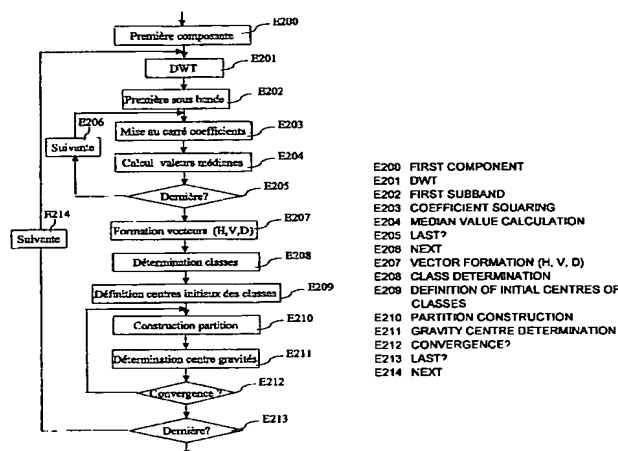 Première composante
E200
DWT
E201
Première sous bande
E202
E206
Suivante
Mise au carré coefficients
E203
Calcul valeurs médianes
E204
Dernière?
E205
E214
Suivante
Formation vecteurs (H,V,D)
E207
Détermination classes
E208
Définition centres initieux des classes
E209
Construction partition
E210
Détermination centre gravités
E211
Convergence ?
E212
Dernière?
E213
E200 FIRST COMPONENT
E201 DWT
E202 FIRST SUBBAND
E203 COEFFICIENT SQUARING
E204 MEDIAN VALUE CALCULATION
E205 LAST?
E206 NEXT
E207 VECTOR FORMATION (H, V, D)
E208 CLASS DETERMINATION
E209 DEFINITION OF INITIAL CENTRES OF
CLASSES
E210 PARTITION CONSTRUCTION
E211 GRAVITY CENTRE DETERMINATION
E212 CONVERGENCE?
E213 LAST?
E214 NEXT